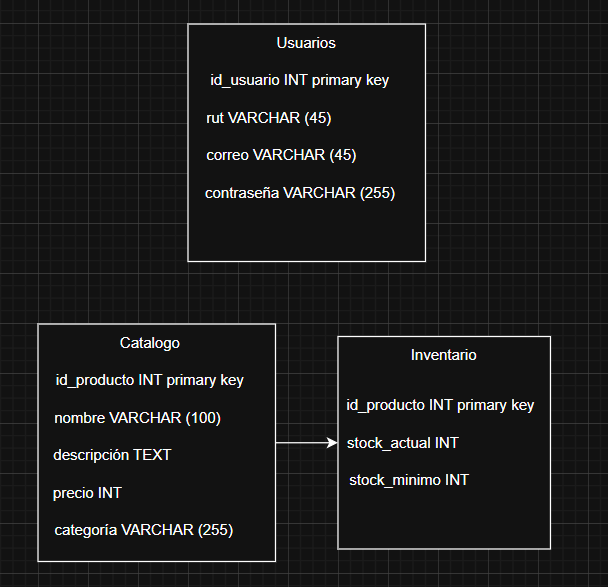 Usuarios
id_usuario INT primary key
rut VARCHAR (45)
correo VARCHAR (45)
contraseña VARCHAR (255)
Catalogo
id_producto INT primary key
nombre VARCHAR (100)
descripción TEXT
precio INT
categoría VARCHAR (255)
Inventario
id_producto INT primary key
stock_actual INT
stock_minimo INT